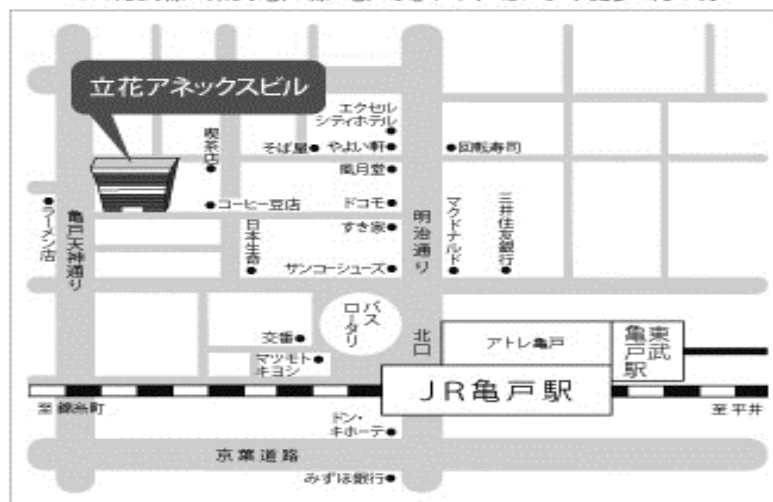 立花アネックスビル
エクセル
シティホテル
喫茶店
そば屋
やよい軒
回転寿司
風月堂
コーヒー豆店
ドコモ
ラーメン店
亀戸天神通り
日本生命
すき家
明治通り
マクドナルド
三井住友銀行
サンコーシューズ
バス
ロータリ
交番
北口
アトレ亀戸
東武
亀戸駅
マツモト
キヨシ
JR亀戸駅
至 錦糸町
至 平井
ドン・
キホーテ
京葉道路
みずほ銀行